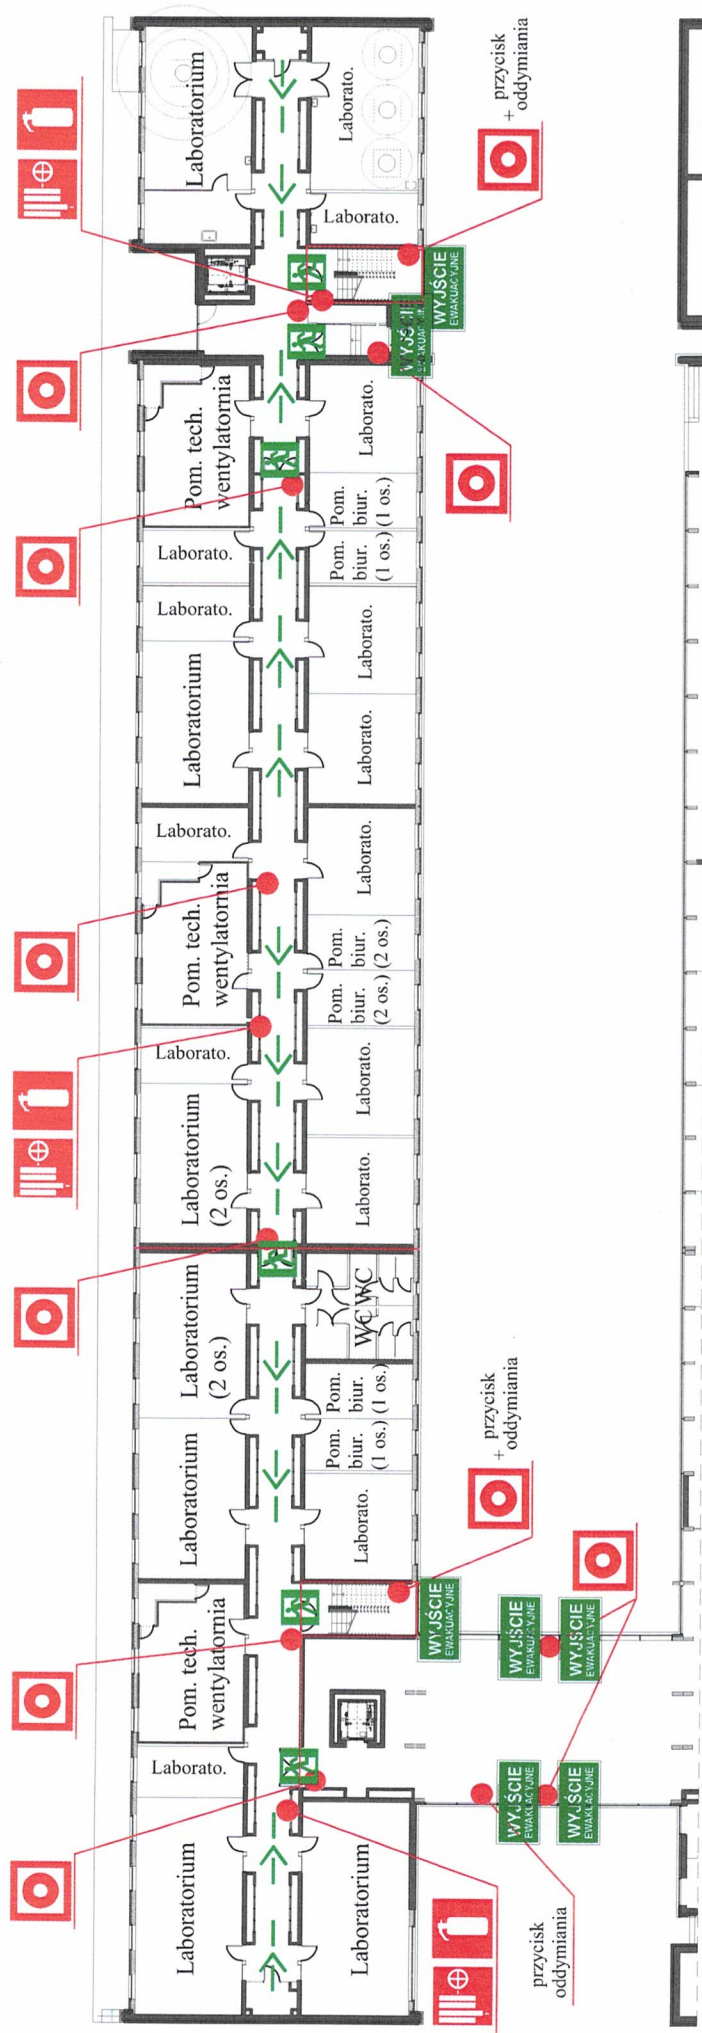 Laboratorium
Laborato.
Pom. tech.
wentylatornia
Laboratorium
Laboratorium
(2 os.)
Laboratorium
(2 os.)
Laborato.
Pom. tech.
wentylatornia
Laborato.
Laboratorium
Laborato.
Laborato.
Pom. tech.
wentylatornia
Laboratorium
Laboratorium
Laborato.
Pom.
biur.
(1 os.)
Pom.
biur.
(1 os.)
WC
WC
Laborato.
Laborato.
Pom.
biur.
(2 os.)
Pom.
biur.
(2 os.)
Laborato.
Laborato.
Laborato.
Pom.
biur.
(1 os.)
Pom.
biur.
(1 os.)
Laborato.
Laborato.
Laborato.
WYJŚCIE
EWAKUACYJNE
WYJŚCIE
EWAKUACYJNE
WYJŚCIE
EWAKUACYJNE
+ przycisk
oddymiania
+ przycisk
oddymiania
WYJŚCIE
EWAKUACYJNE
WYJŚCIE
EWAKUACYJNE
WYJŚCIE
EWAKUACYJNE
WYJŚCIE
EWAKUACYJNE
przycisk
oddymiania